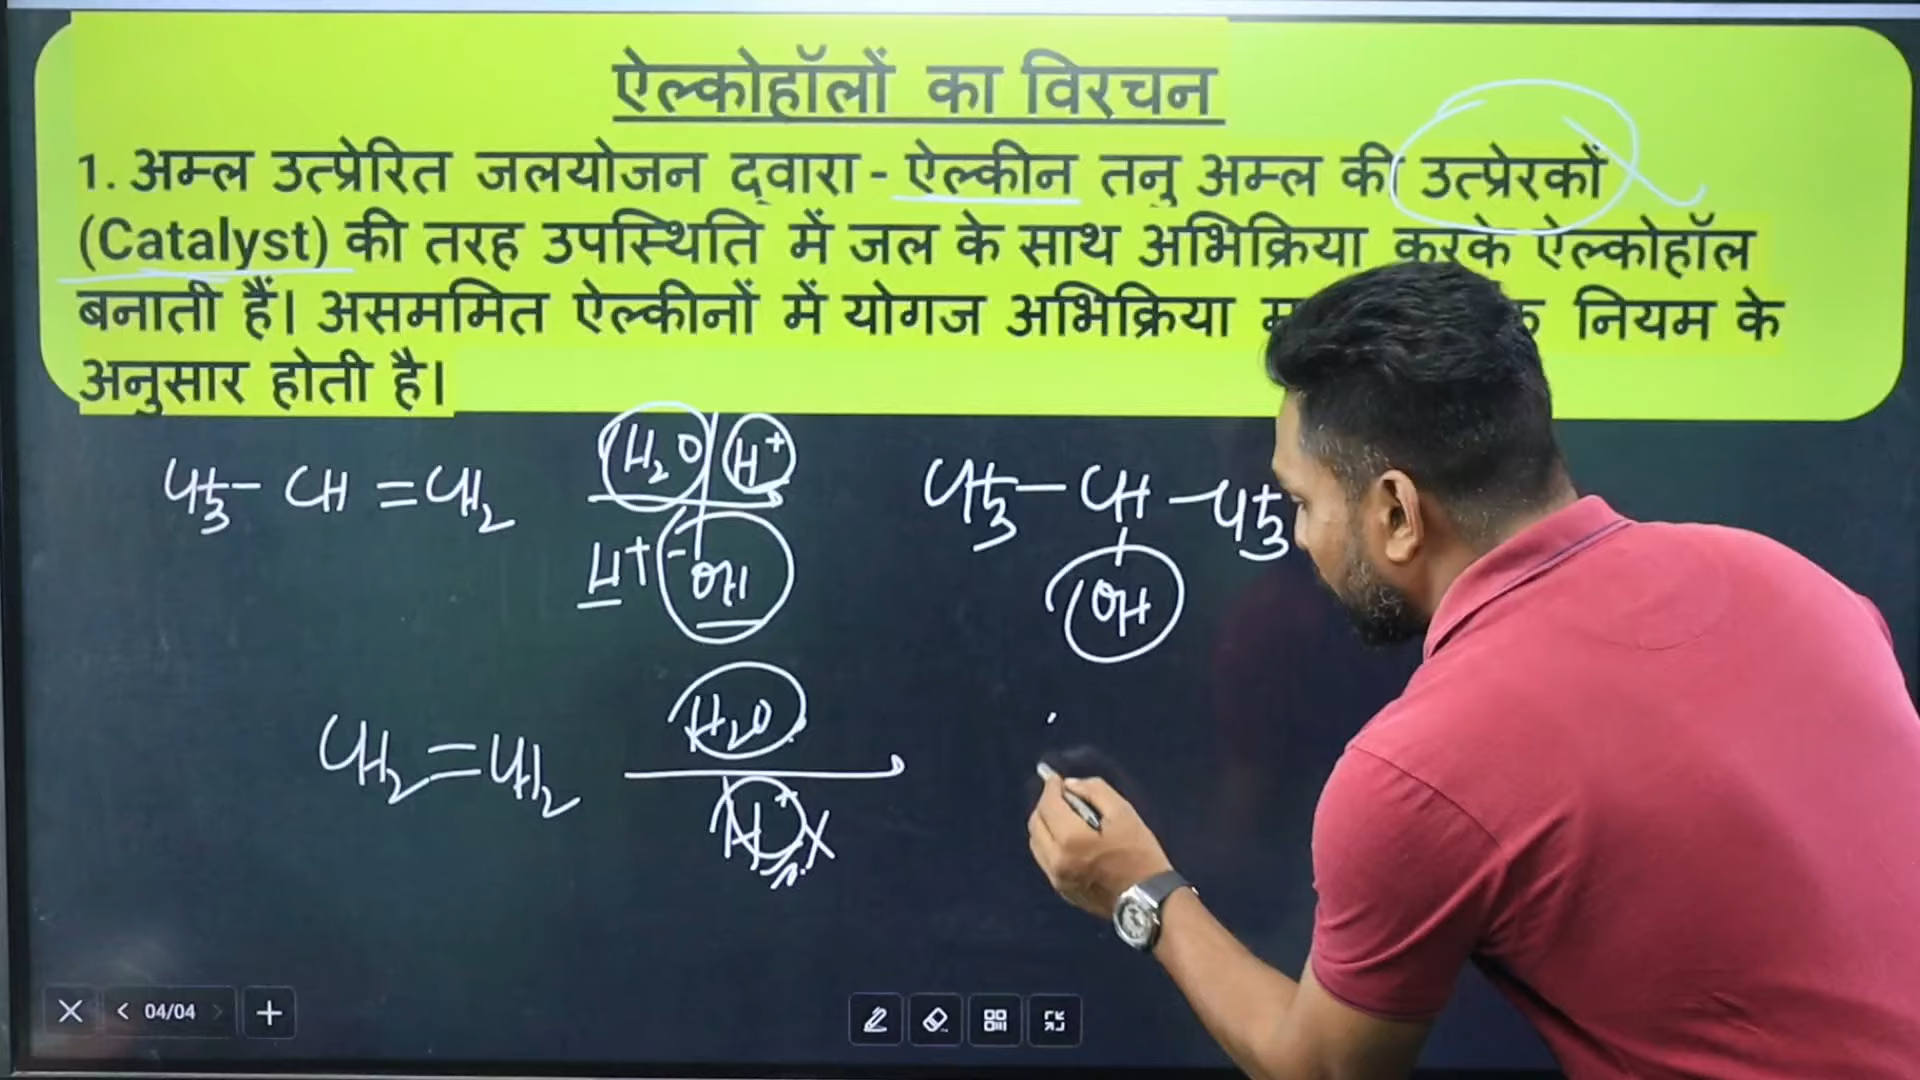 ऐल्कोहॉलों का विरचन
1. अम्ल उत्प्रेरित जलयोजन द्वारा - ऐल्कीन तनु अम्ल की उत्प्रेरकों
(Catalyst) की तरह उपस्थिति में जल के साथ अभिक्रिया करके ऐल्कोहॉल
बनाती हैं। असममित ऐल्कीनों में योगज अभिक्रिया नियम के
अनुसार होती है।
CH3- CH = CH2
H2O H+
H+ -OH
CH3 - CH - CH3
OH
CH2 = CH2
H2O
H+
04/04